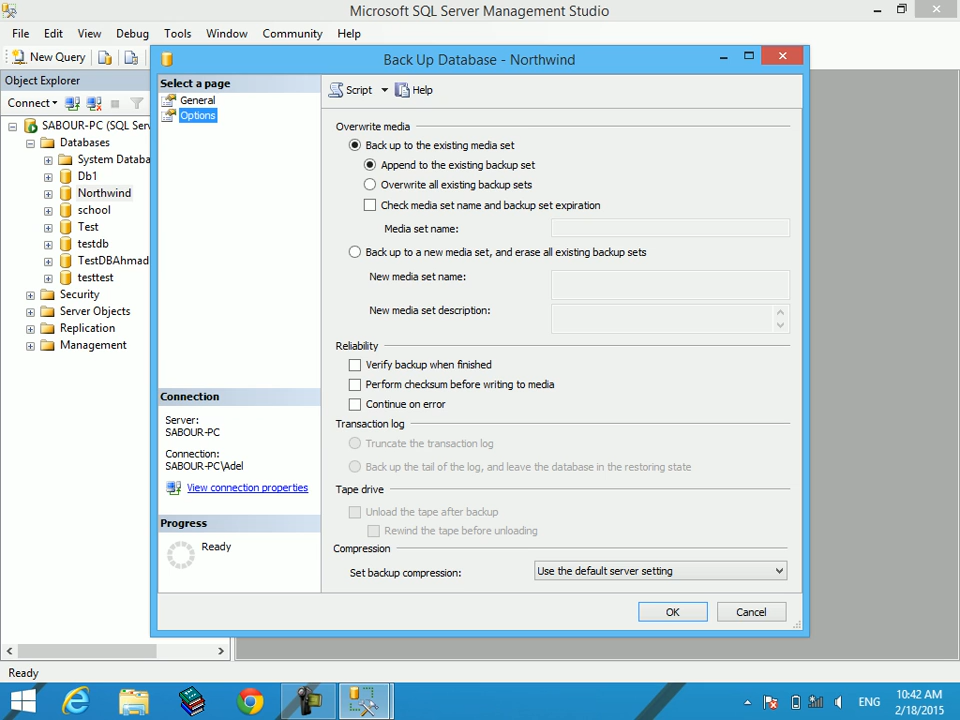 Microsoft SQL Server Management Studio
File Edit View Debug Tools Window Community Help
New Query
Back Up Database - Northwind
Object Explorer
Connect
SABOUR-PC (SQL Serv
Databases
System Databa
Db1
Northwind
school
Test
testdb
TestDBAhmad
testtest
Security
Server Objects
Replication
Management
Select a page
General
Options
Script Help
Overwrite media
Back up to the existing media set
Append to the existing backup set
Overwrite all existing backup sets
Check media set name and backup set expiration
Media set name:
Back up to a new media set, and erase all existing backup sets
New media set name:
New media set description:
Reliability
Verify backup when finished
Perform checksum before writing to media
Continue on error
Transaction log
Truncate the transaction log
Back up the tail of the log, and leave the database in the restoring state
Tape drive
Unload the tape after backup
Rewind the tape before unloading
Compression
Set backup compression: Use the default server setting
Connection
Server:
SABOUR-PC
Connection:
SABOUR-PC\Adel
View connection properties
Progress
Ready
OK Cancel
Ready
ENG
10:42 AM
2/18/2015